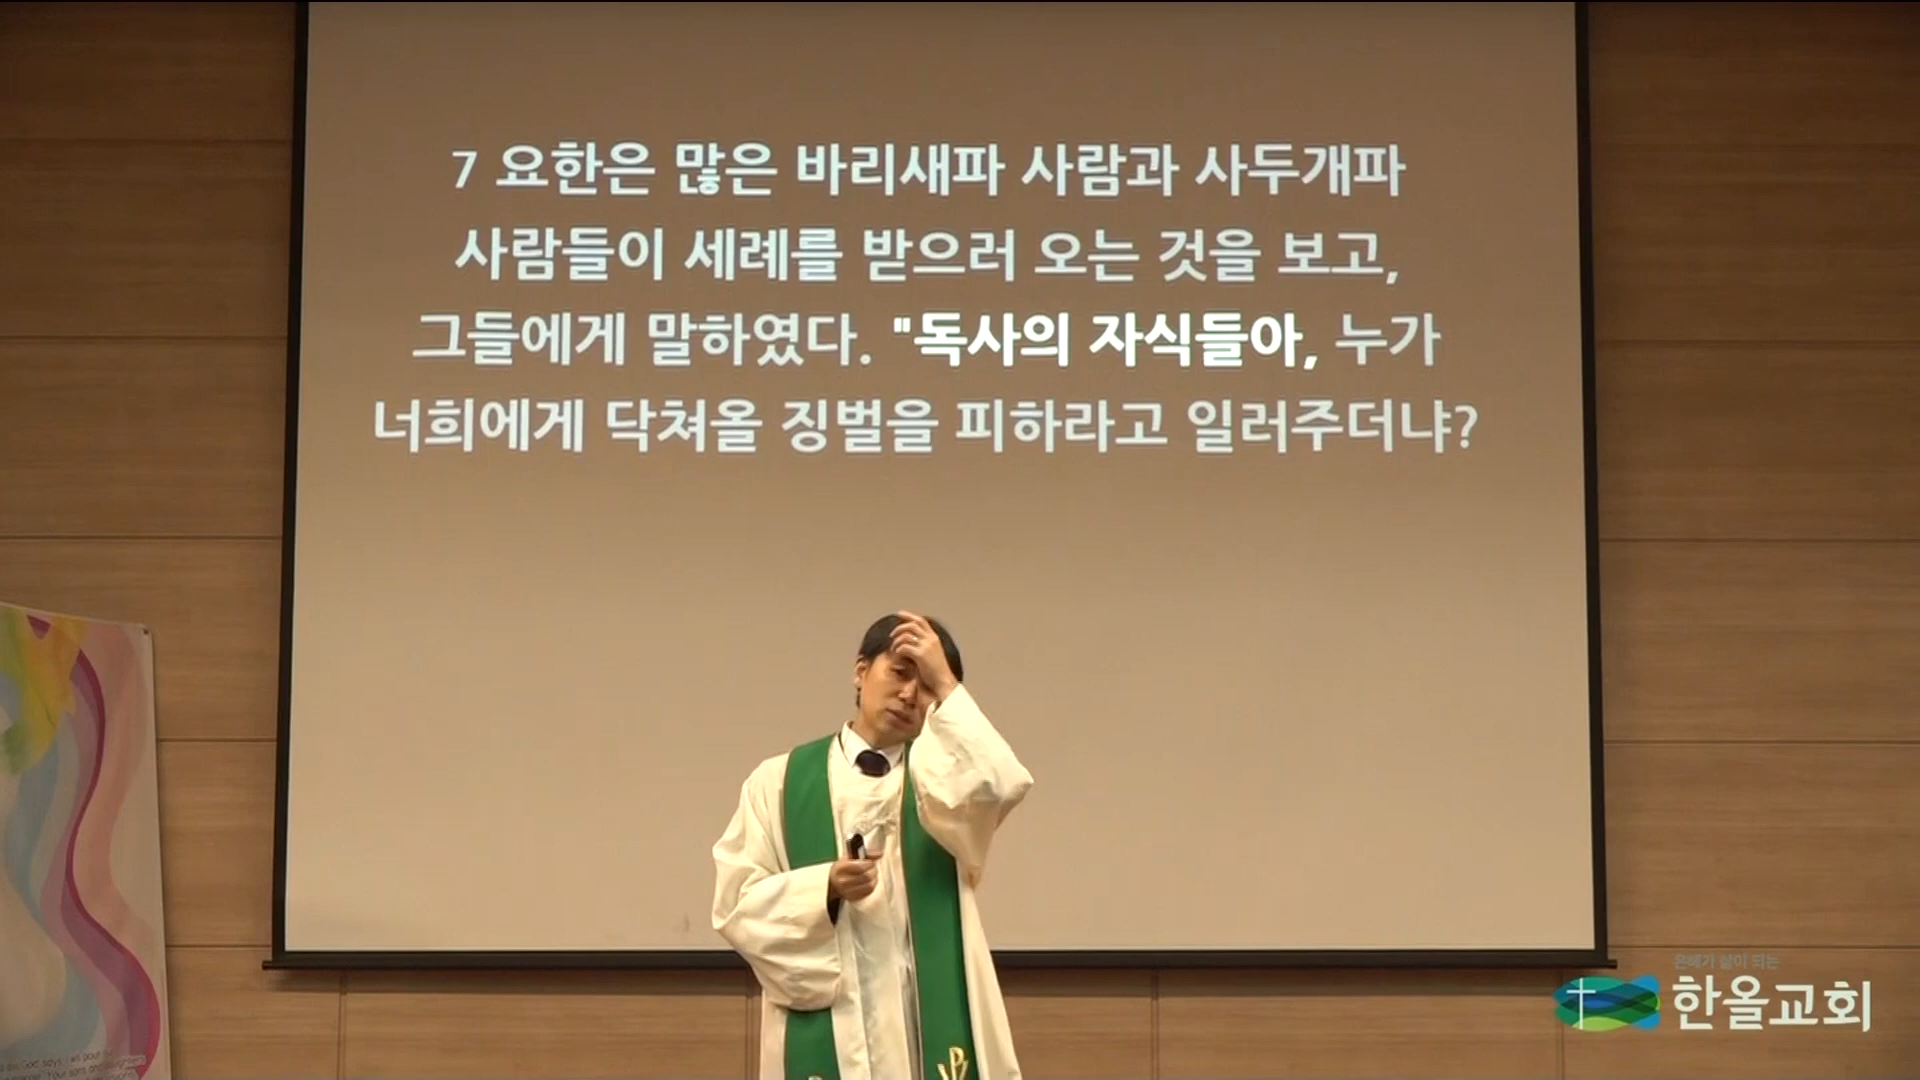 7 요한은 많은 바리새파 사람과 사두개파
사람들이 세례를 받으러 오는 것을 보고,
그들에게 말하였다. "독사의 자식들아, 누가
너희에게 닥쳐올 징벌을 피하라고 일러주더냐?
은혜가 삶이 되는
한올교회